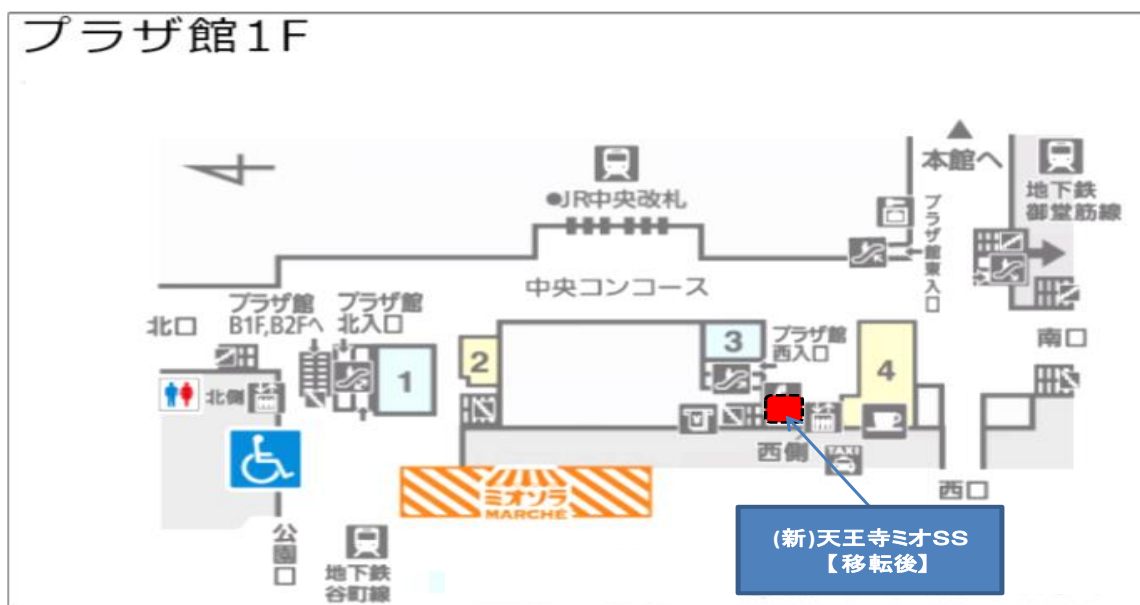 プラザ館1F
本館へ
地下鉄
御堂筋線
●JR中央改札
プラザ館東入口
中央コンコース
プラザ館
B1F,B2Fへ
プラザ館
北入口
北口
プラザ館
西入口
南口
1
2
3
4
北側
西側
TAXI
西口
ミオソラ
MARCHE
公園口
地下鉄
谷町線
(新)天王寺ミオSS
【移転後】